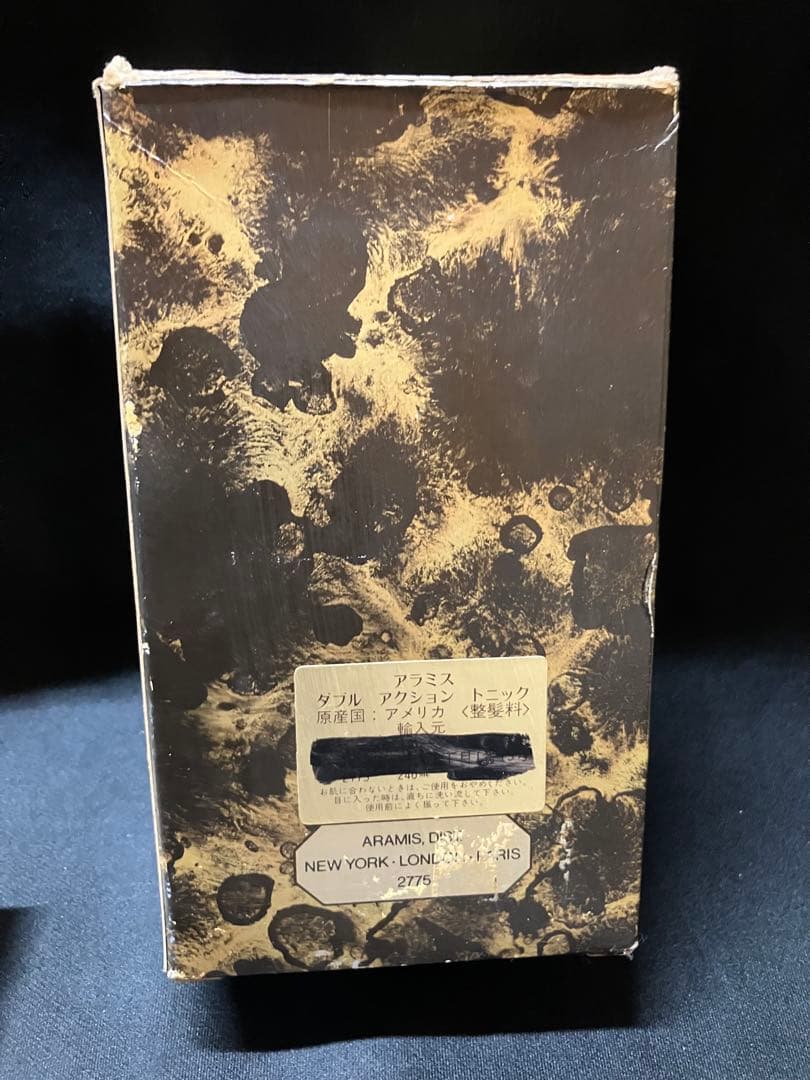 アラミス
ダブル アクション トニック
原産国：アメリカ 〈整髪料〉
輸入元
2775 240㎖
お肌に合わないときは、ご使用をおやめください。
目に入った時は、直ちに洗い流して下さい。
使用前によく振って下さい。
ARAMIS, DIST.
NEW YORK · LONDON · PARIS
2775